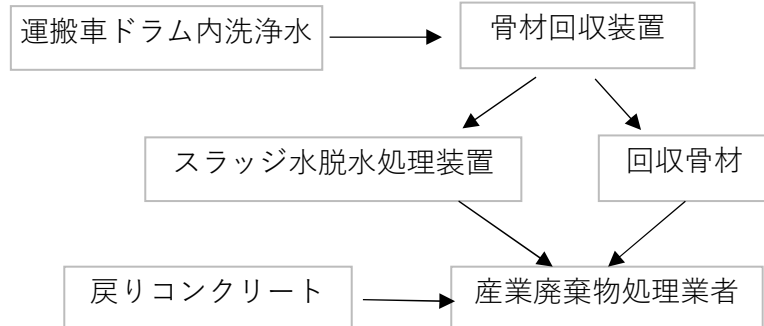 運搬車ドラム内洗浄水
骨材回収装置
スラッジ水脱水処理装置
回収骨材
戻りコンクリート
産業廃棄物処理業者